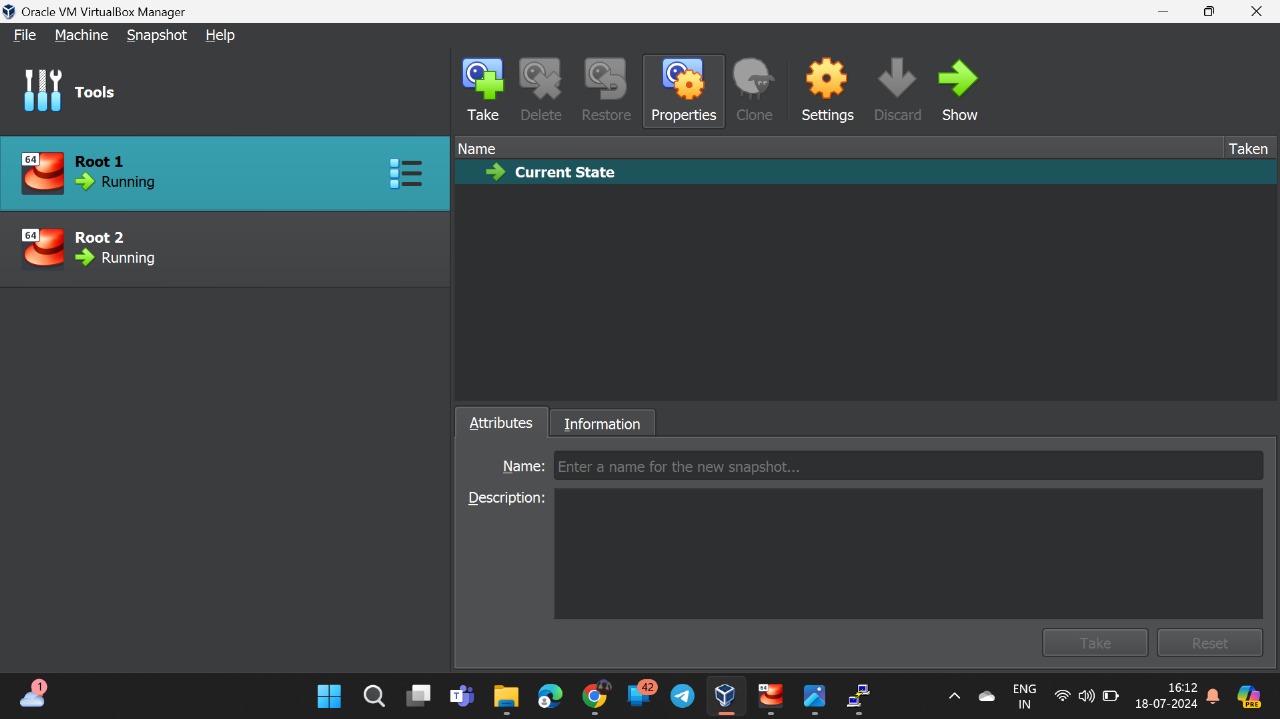 Oracle VM VirtualBox Manager
File Machine Snapshot Help
Tools
Take Delete Restore Properties Clone Settings Discard Show
Name Taken
Current State
64 Root 1
Running
64 Root 2
Running
Attributes Information
Name: Enter a name for the new snapshot...
Description:
Take Reset
1
42
64
PRE
ENG
IN
16:12
18-07-2024